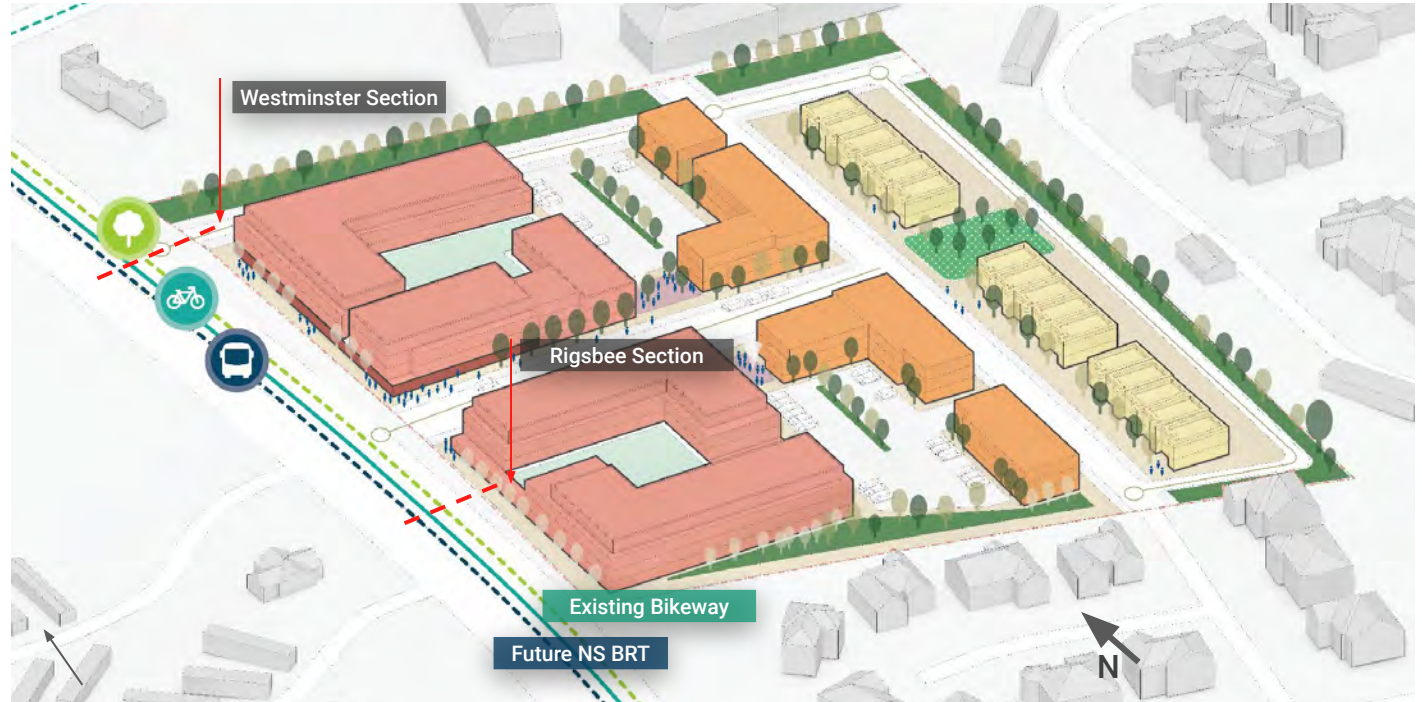 Westminster Section
Rigsbee Section
Existing Bikeway
Future NS BRT
N